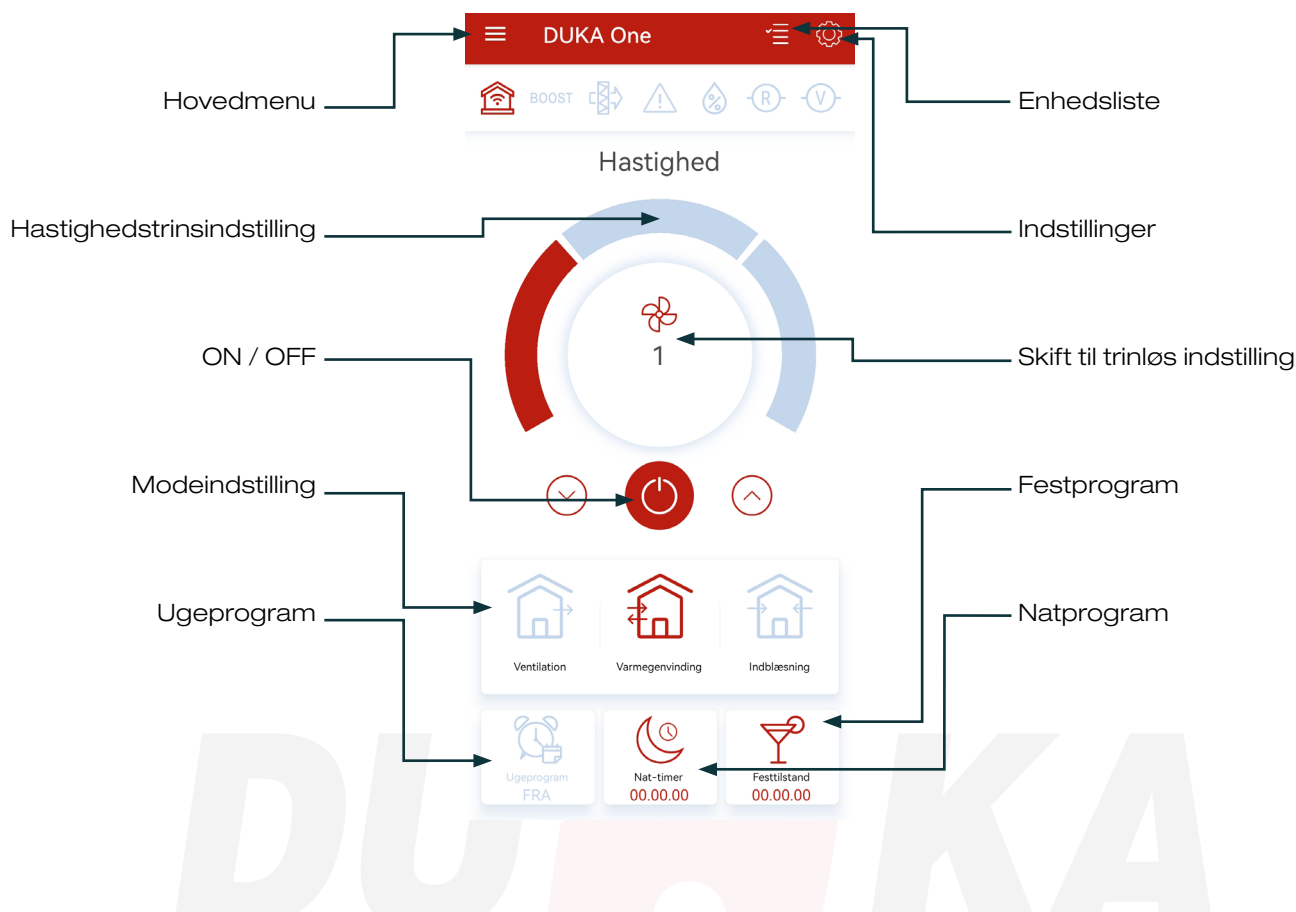 DUKA One
Hovedmenu
BOOST
%
R
V
Enhedsliste
Hastighed
Hastighedstrinsindstilling
Indstillinger
ON / OFF
1
Skift til trinløs indstilling
Modeindstilling
Festprogram
Ugeprogram
Natprogram
Ventilation
Varmegenvinding
Indblæsning
Ugeprogram
FRA
Nat-timer
00.00.00
Festtilstand
00.00.00
DUKA